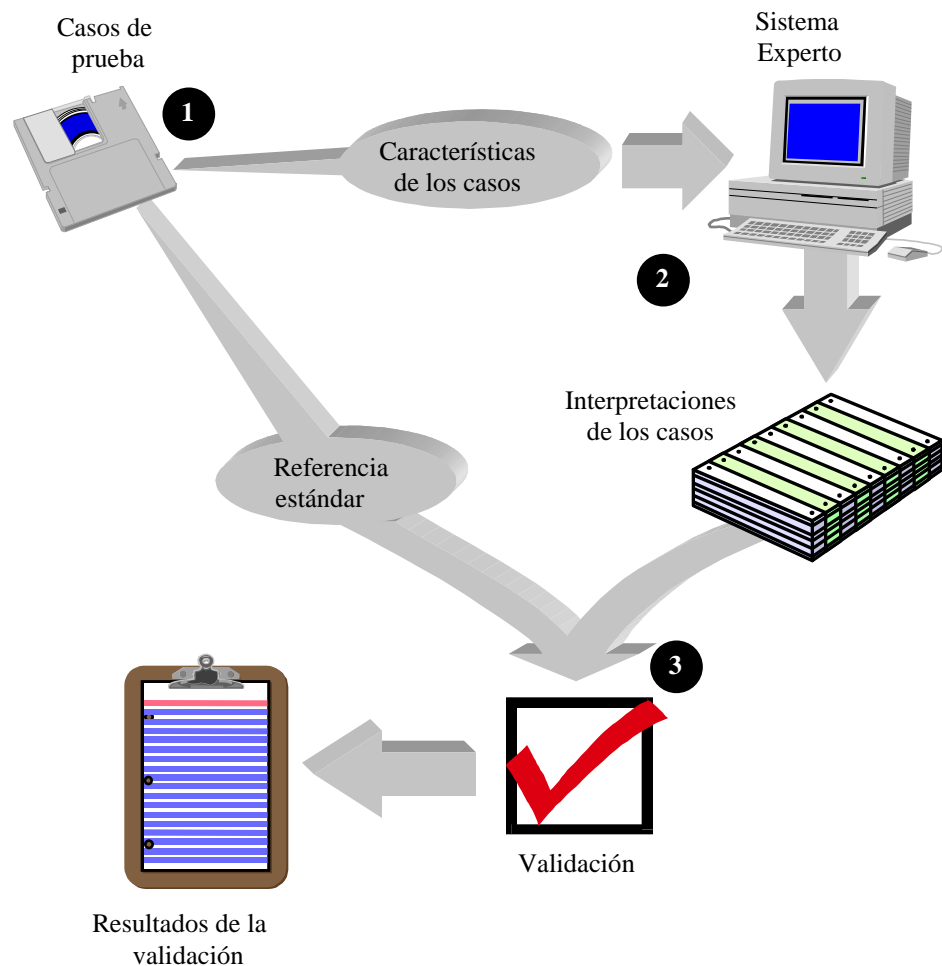 Casos de
prueba
1
Sistema
Experto
Características
de los casos
2
Interpretaciones
de los casos
Referencia
estándar
3
Validación
Resultados de la
validación